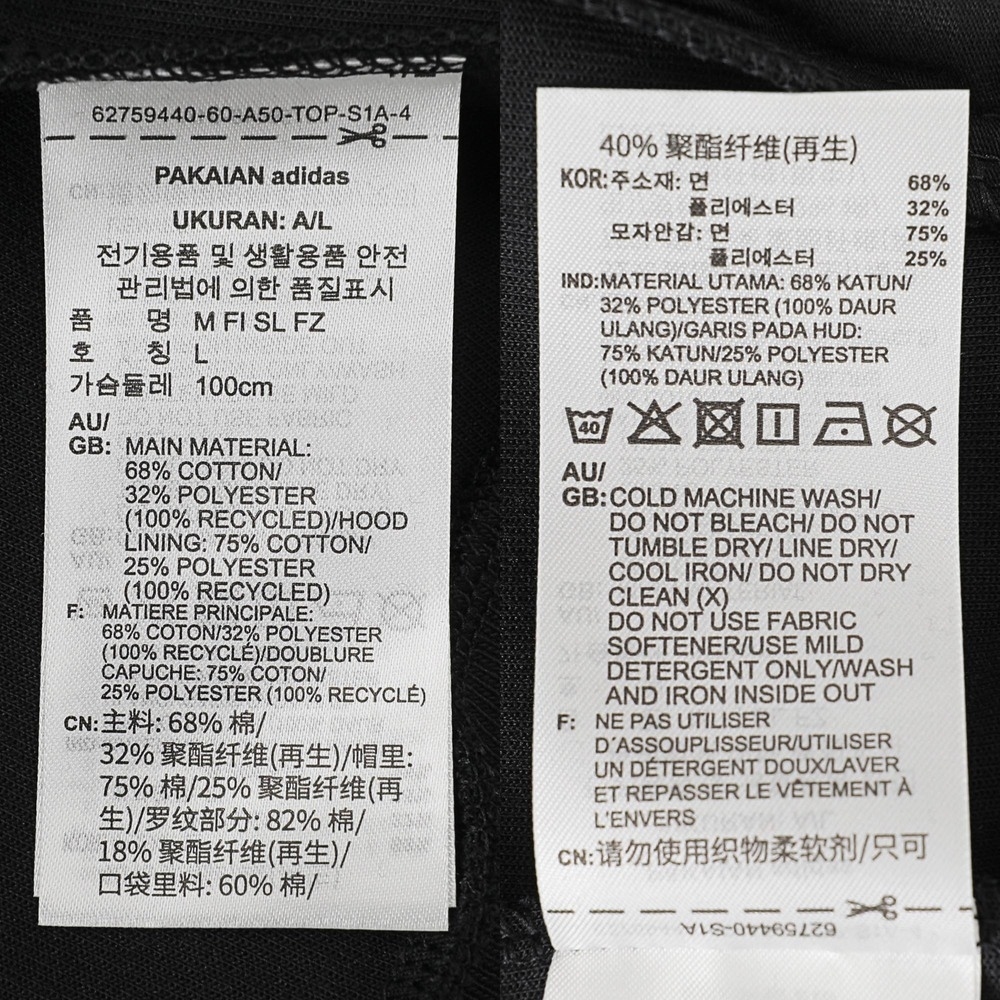 62759440-60-A50-TOP-S1A-4
PAKAIAN adidas
UKURAN: A/L
전기용품 및 생활용품 안전
관리법에 의한 품질표시
품 명 M FI SL FZ
호 칭 L
가슴둘레 100cm
AU/
GB: MAIN MATERIAL:
68% COTTON/
32% POLYESTER
(100% RECYCLED)/HOOD
LINING: 75% COTTON/
25% POLYESTER
(100% RECYCLED)
F: MATIERE PRINCIPALE:
68% COTON/32% POLYESTER
(100% RECYCLÉ)/DOUBLURE
CAPUCHE: 75% COTON/
25% POLYESTER (100% RECYCLÉ)
CN: 主料: 68% 棉/
32% 聚酯纤维(再生)/帽里:
75% 棉/25% 聚酯纤维(再
生)/罗纹部分: 82% 棉/
18% 聚酯纤维(再生)/
口袋里料: 60% 棉/
40% 聚酯纤维(再生)
KOR: 주소재: 면 68%
폴리에스터 32%
모자안감: 면 75%
폴리에스터 25%
IND: MATERIAL UTAMA: 68% KATUN/
32% POLYESTER (100% DAUR
ULANG)/GARIS PADA HUD:
75% KATUN/25% POLYESTER
(100% DAUR ULANG)
40
AU/
GB: COLD MACHINE WASH/
DO NOT BLEACH/ DO NOT
TUMBLE DRY/ LINE DRY/
COOL IRON/ DO NOT DRY
CLEAN (X)
DO NOT USE FABRIC
SOFTENER/USE MILD
DETERGENT ONLY/WASH
AND IRON INSIDE OUT
F: NE PAS UTILISER
D´ASSOUPLISSEUR/UTILISER
UN DÉTERGENT DOUX/LAVER
ET REPASSER LE VÊTEMENT À
L'ENVERS
CN: 请勿使用织物柔软剂/只可
62759440-S1A